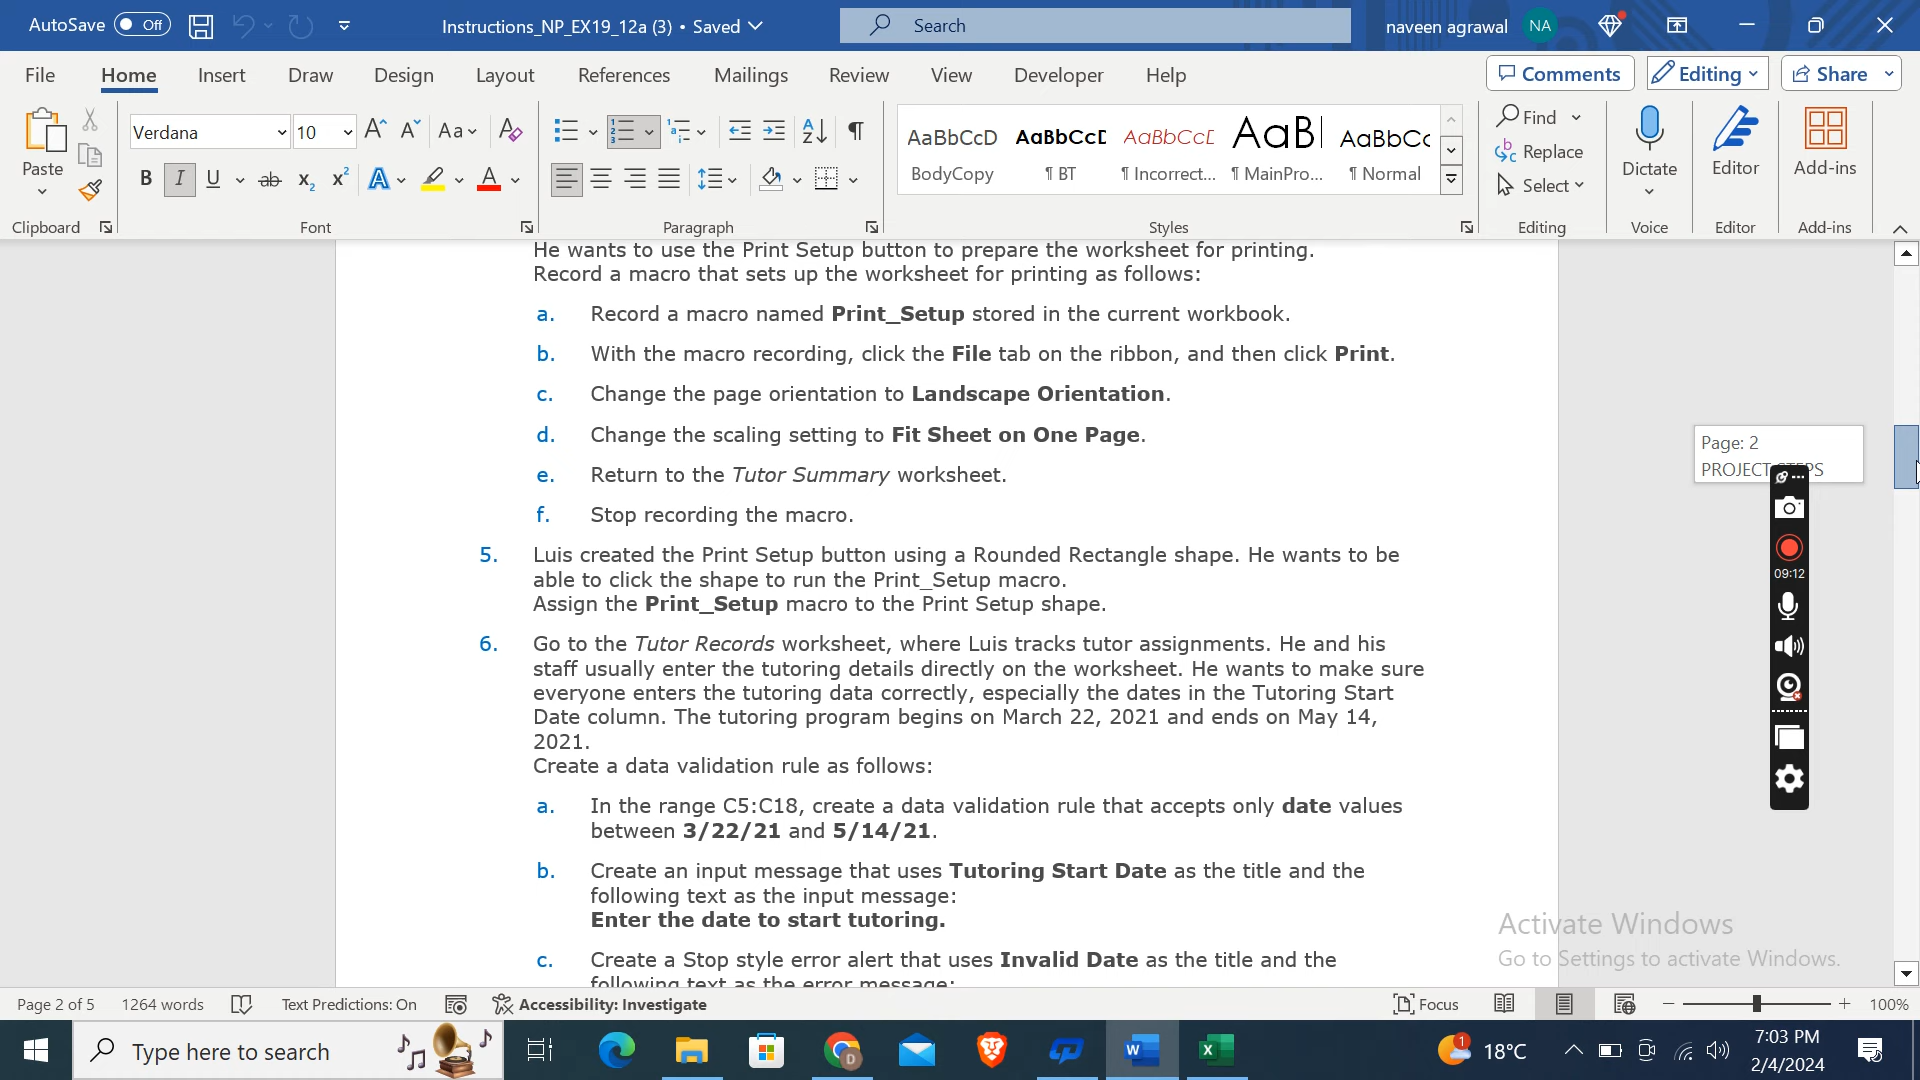 AutoSave Off Instructions_NP_EX19_12a (3) • Saved Search naveen agrawal NA
File Home Insert Draw Design Layout References Mailings Review View Developer Help Comments Editing Share
Verdana 10 Aa AaBbCcD AaBbCcD AaBbCcD AaB AaBbCc Find
Paste BodyCopy ¶ BT ¶ Incorrect... ¶ MainPro... ¶ Normal Replace Dictate Editor Add-ins
B I U ab Select
Clipboard Font Paragraph Styles Editing Voice Editor Add-ins
He wants to use the Print Setup button to prepare the worksheet for printing.
Record a macro that sets up the worksheet for printing as follows:
a. Record a macro named Print_Setup stored in the current workbook.
b. With the macro recording, click the File tab on the ribbon, and then click Print.
c. Change the page orientation to Landscape Orientation.
d. Change the scaling setting to Fit Sheet on One Page.
e. Return to the Tutor Summary worksheet.
f. Stop recording the macro.
5. Luis created the Print Setup button using a Rounded Rectangle shape. He wants to be
able to click the shape to run the Print_Setup macro.
Assign the Print_Setup macro to the Print Setup shape.
6. Go to the Tutor Records worksheet, where Luis tracks tutor assignments. He and his
staff usually enter the tutoring details directly on the worksheet. He wants to make sure
everyone enters the tutoring data correctly, especially the dates in the Tutoring Start
Date column. The tutoring program begins on March 22, 2021 and ends on May 14,
2021.
Create a data validation rule as follows:
a. In the range C5:C18, create a data validation rule that accepts only date values
between 3/22/21 and 5/14/21.
b. Create an input message that uses Tutoring Start Date as the title and the
following text as the input message:
Enter the date to start tutoring.
c. Create a Stop style error alert that uses Invalid Date as the title and the
following text as the error message:
Page: 2
PROJECT STEPS
09:12
Activate Windows
Go to Settings to activate Windows.
Page 2 of 5 1264 words Text Predictions: On Accessibility: Investigate Focus 100%
Type here to search 1 18°C 7:03 PM
2/4/2024